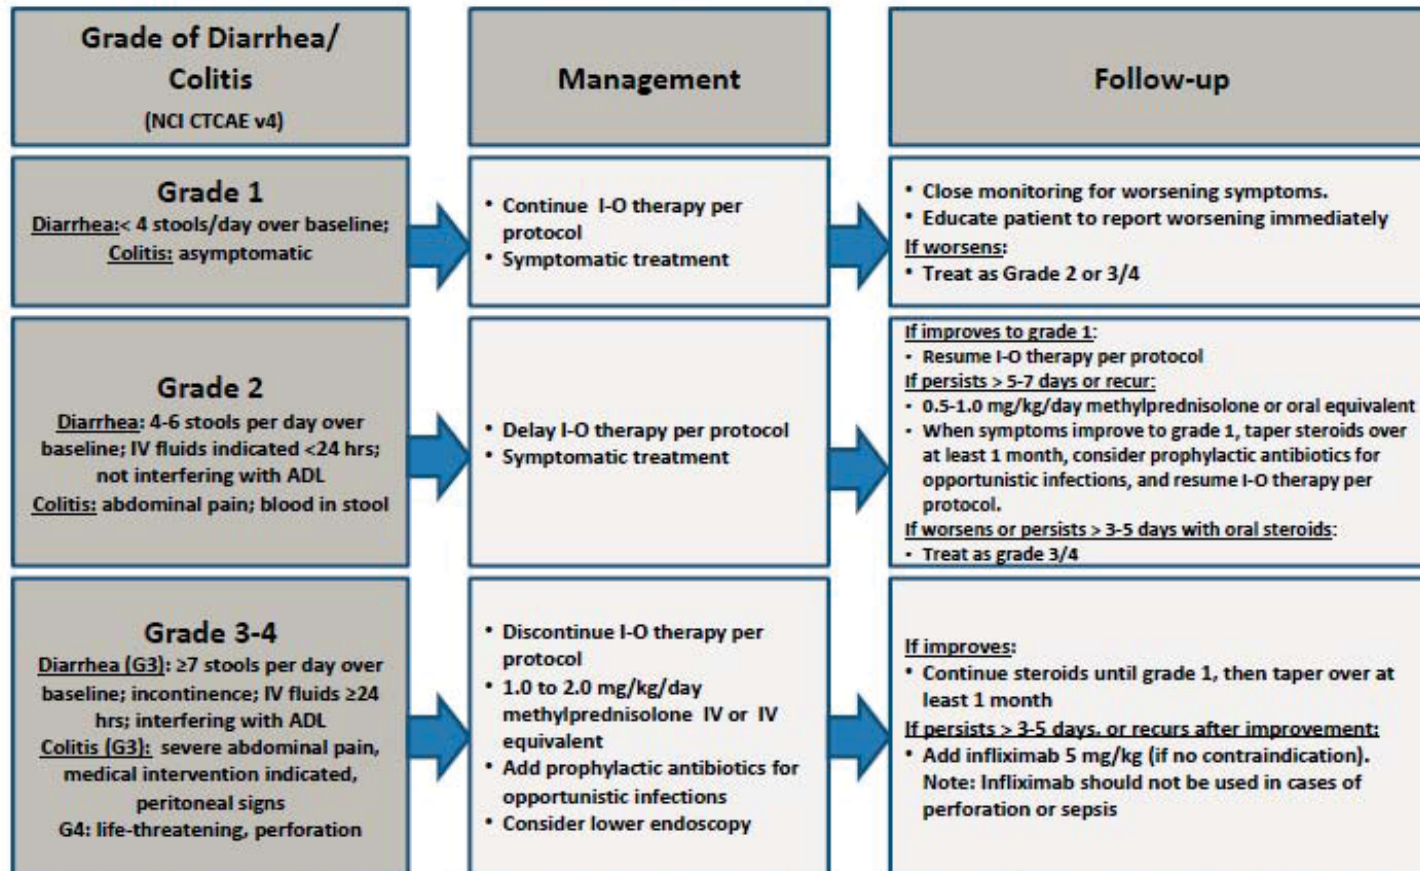 Grade of Diarrhea/
Colitis
(NCI CTCAE v4)
Management
Follow-up
Grade 1
Diarrhea:< 4 stools/day over baseline;
Colitis: asymptomatic
• Continue I-O therapy per
protocol
• Symptomatic treatment
• Close monitoring for worsening symptoms.
• Educate patient to report worsening immediately
If worsens:
• Treat as Grade 2 or 3/4
Grade 2
Diarrhea: 4-6 stools per day over
baseline; IV fluids indicated <24 hrs;
not interfering with ADL
Colitis: abdominal pain; blood in stool
• Delay I-O therapy per protocol
• Symptomatic treatment
If improves to grade 1:
• Resume I-O therapy per protocol
If persists > 5-7 days or recur:
• 0.5-1.0 mg/kg/day methylprednisolone or oral equivalent
• When symptoms improve to grade 1, taper steroids over
at least 1 month, consider prophylactic antibiotics for
opportunistic infections, and resume I-O therapy per
protocol.
If worsens or persists > 3-5 days with oral steroids:
• Treat as grade 3/4
Grade 3-4
Diarrhea (G3): ≥7 stools per day over
baseline; incontinence; IV fluids ≥24
hrs; interfering with ADL
Colitis (G3): severe abdominal pain,
medical intervention indicated,
peritoneal signs
G4: life-threatening, perforation
• Discontinue I-O therapy per
protocol
• 1.0 to 2.0 mg/kg/day
methylprednisolone IV or IV
equivalent
• Add prophylactic antibiotics for
opportunistic infections
• Consider lower endoscopy
If improves:
• Continue steroids until grade 1, then taper over at
least 1 month
If persists > 3-5 days, or recurs after improvement:
• Add infliximab 5 mg/kg (if no contraindication).
Note: Infliximab should not be used in cases of
perforation or sepsis